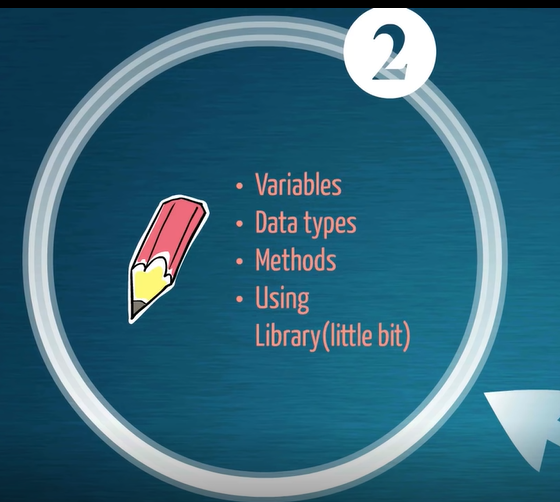 2
• Variables
• Data types
• Methods
• Using
Library(little bit)